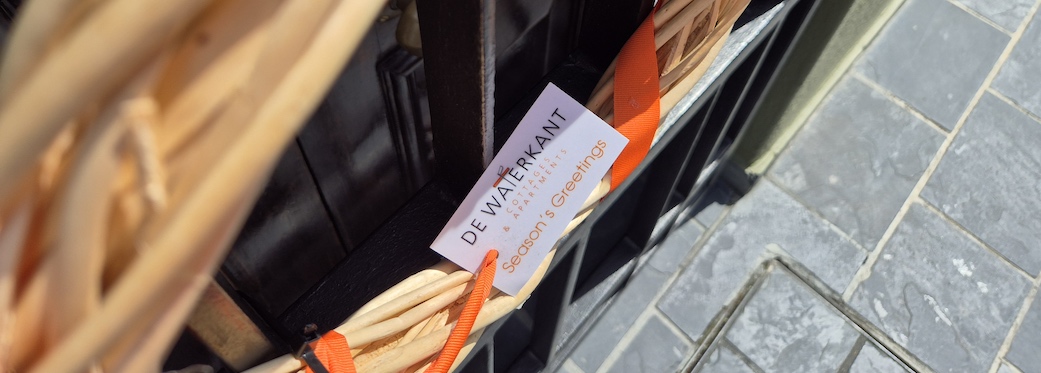 DE WATERKANT
COTTAGES
& APARTMENTS
Season's Greetings